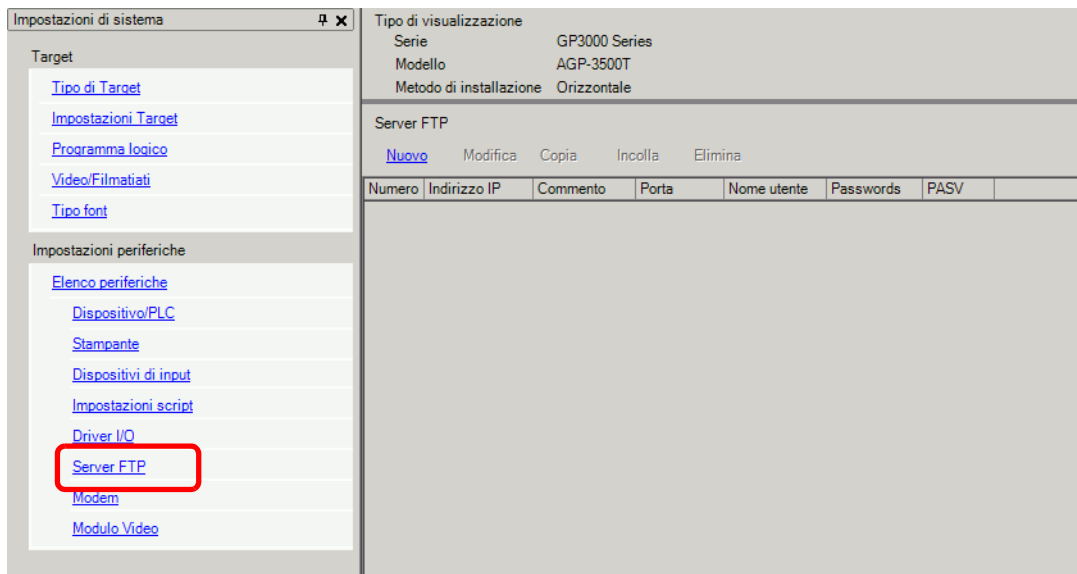 Impostazioni di sistema
Target
Tipo di Target
Impostazioni Target
Programma logico
Video/Filmatiati
Tipo font
Impostazioni periferiche
Elenco periferiche
Dispositivo/PLC
Stampante
Dispositivi di input
Impostazioni script
Driver I/O
Server FTP
Modem
Modulo Video
Tipo di visualizzazione
Serie GP3000 Series
Modello AGP-3500T
Metodo di installazione Orizzontale
Server FTP
Nuovo Modifica Copia Incolla Elimina
Numero Indirizzo IP Commento Porta Nome utente Passwords PASV